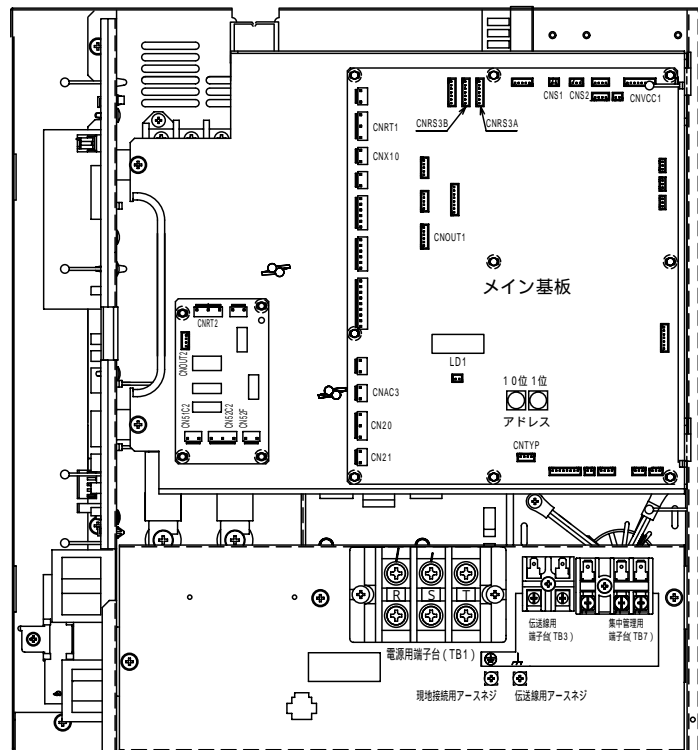 CNS1
CNS2
CNVCC1
CNRT1
CNRS3B
CNRS3A
CNX10
CNOUT1
メイン基板
CNRT2
CNOUT2
LD1
10位 1位
アドレス
CNAC3
CN51C2
CN52C2
CN52F
CN20
CNTYP
CN21
R
S
T
電源用端子台(TB1)
伝送線用
端子台(TB3)
集中管理用
端子台(TB7)
現地接続用アースネジ
伝送線用アースネジ